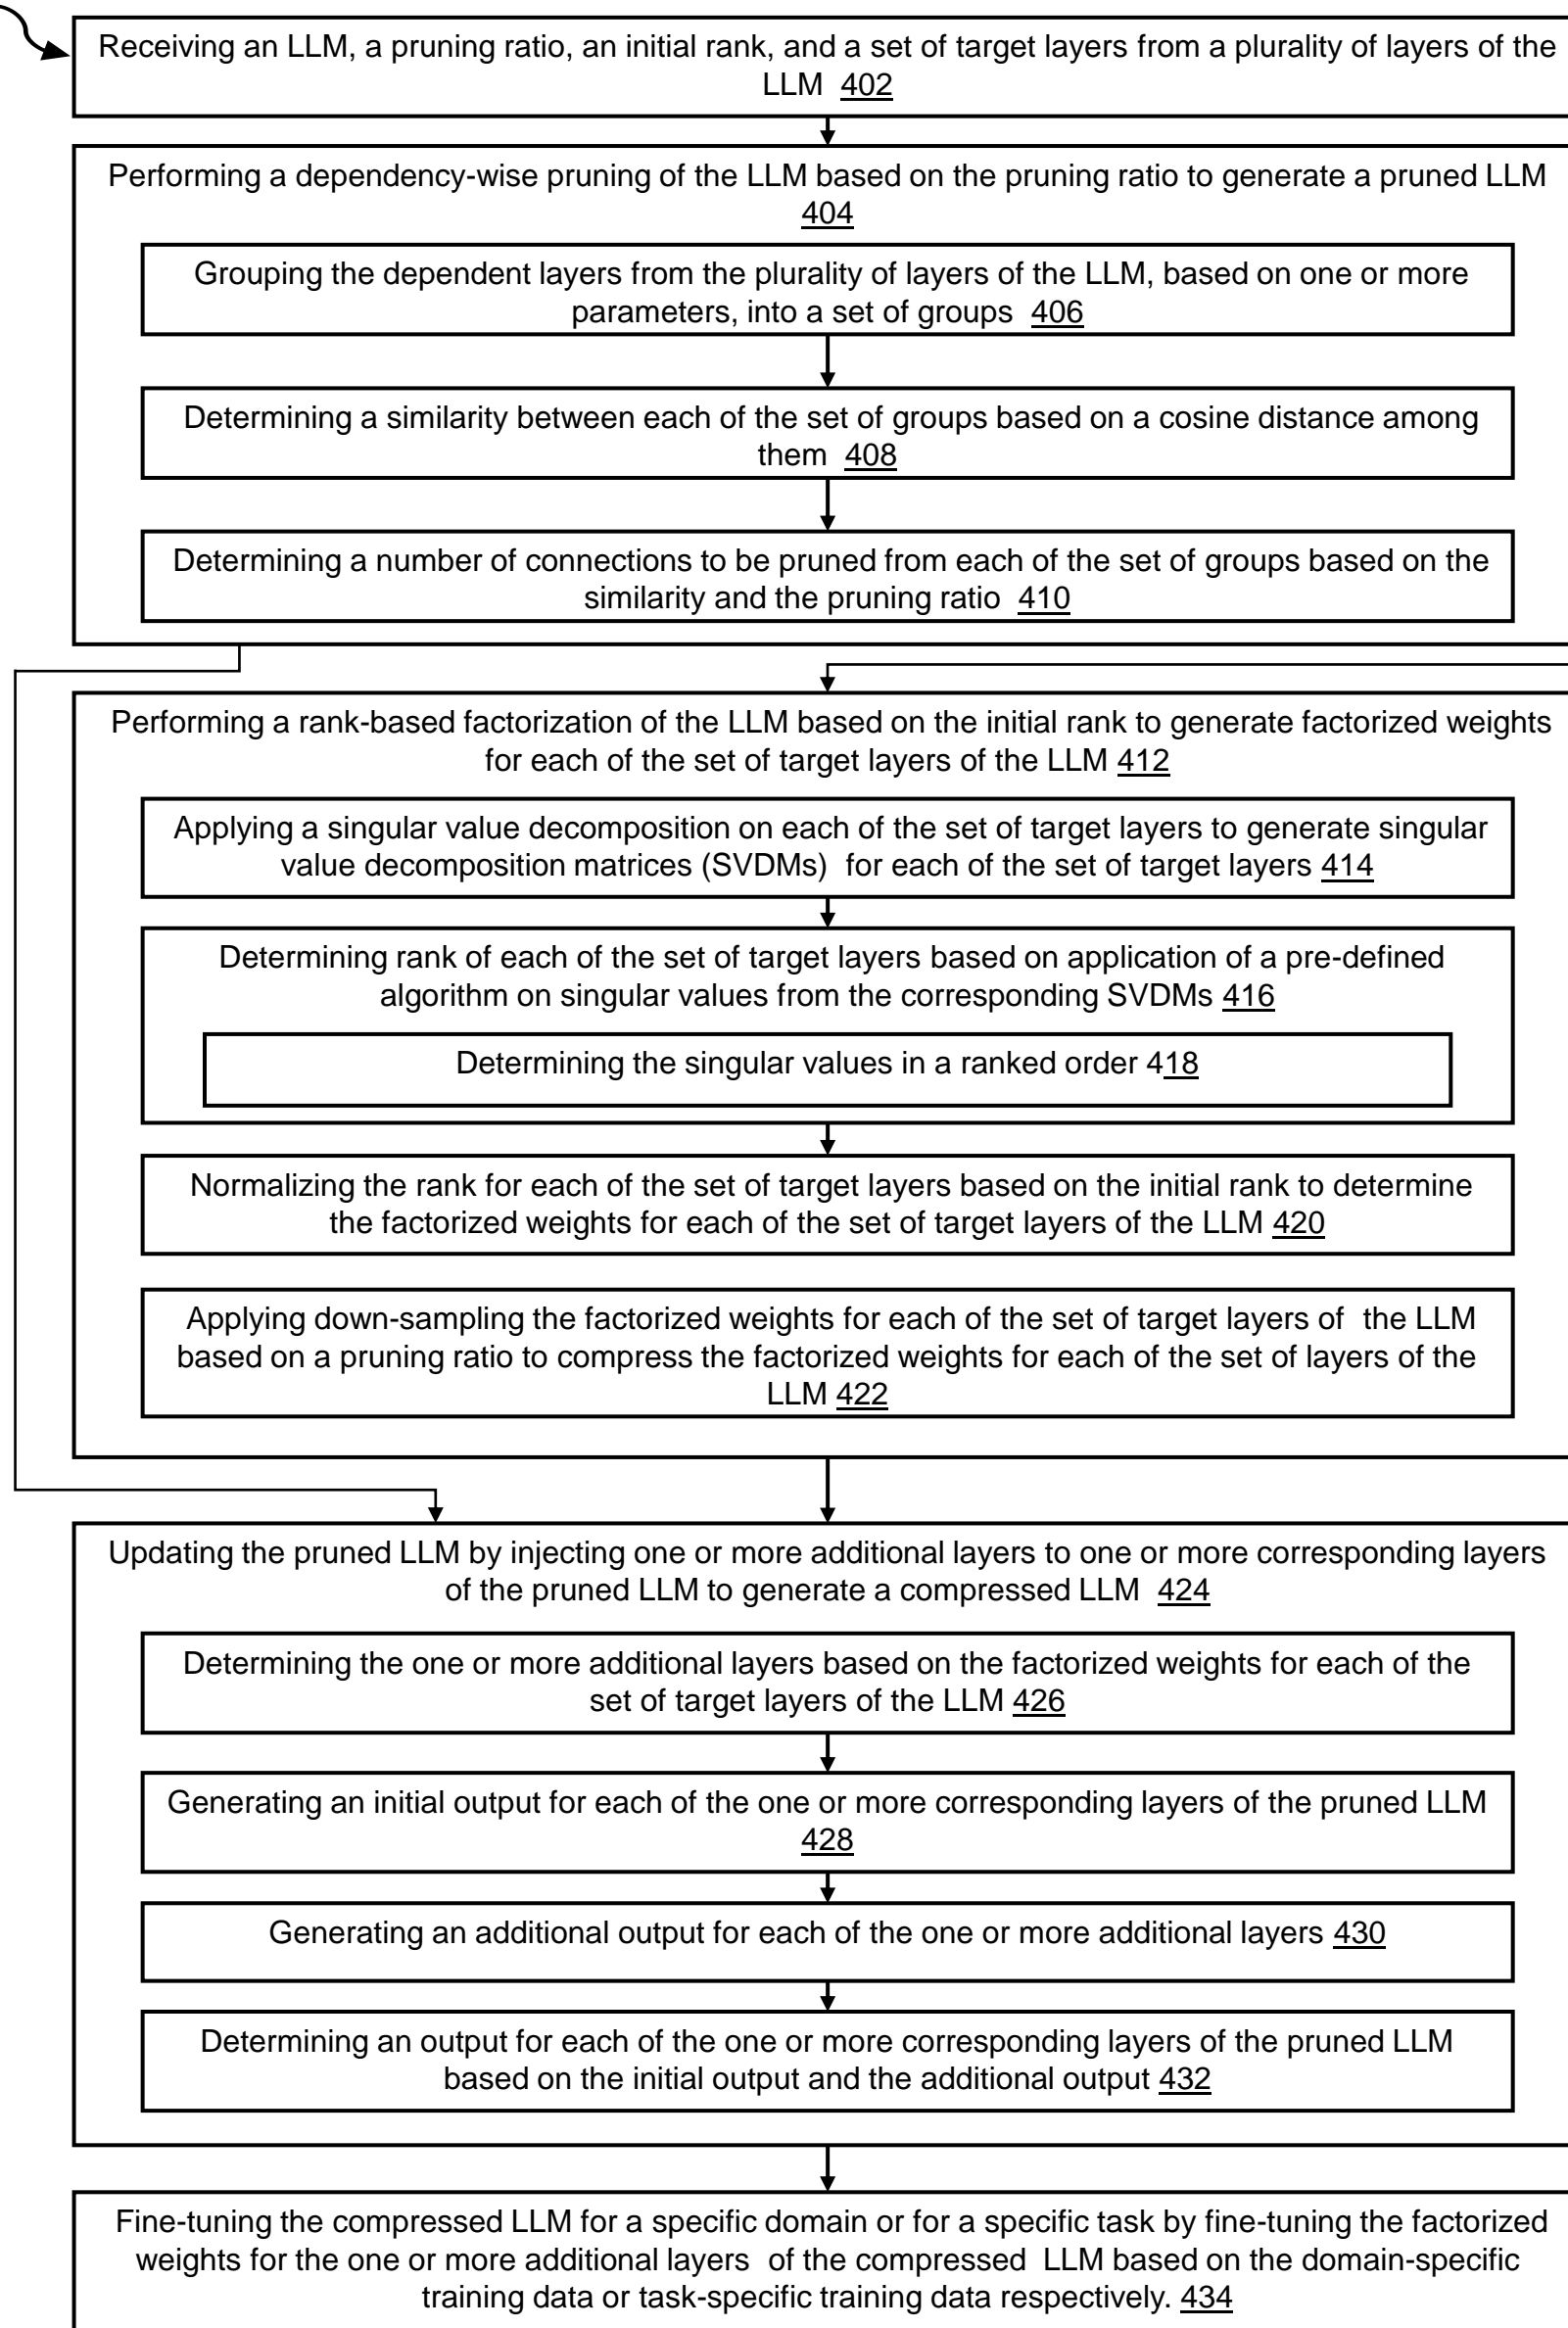 Receiving an LLM, a pruning ratio, an initial rank, and a set of target layers from a plurality of layers of the
LLM 402
Performing a dependency-wise pruning of the LLM based on the pruning ratio to generate a pruned LLM
404
Grouping the dependent layers from the plurality of layers of the LLM, based on one or more
parameters, into a set of groups 406
Determining a similarity between each of the set of groups based on a cosine distance among
them 408
Determining a number of connections to be pruned from each of the set of groups based on the
similarity and the pruning ratio 410
Performing a rank-based factorization of the LLM based on the initial rank to generate factorized weights
for each of the set of target layers of the LLM 412
Applying a singular value decomposition on each of the set of target layers to generate singular
value decomposition matrices (SVDMs) for each of the set of target layers 414
Determining rank of each of the set of target layers based on application of a pre-defined
algorithm on singular values from the corresponding SVDMs 416
Determining the singular values in a ranked order 418
Normalizing the rank for each of the set of target layers based on the initial rank to determine
the factorized weights for each of the set of target layers of the LLM 420
Applying down-sampling the factorized weights for each of the set of target layers of the LLM
based on a pruning ratio to compress the factorized weights for each of the set of layers of the
LLM 422
Updating the pruned LLM by injecting one or more additional layers to one or more corresponding layers
of the pruned LLM to generate a compressed LLM 424
Determining the one or more additional layers based on the factorized weights for each of the
set of target layers of the LLM 426
Generating an initial output for each of the one or more corresponding layers of the pruned LLM
428
Generating an additional output for each of the one or more additional layers 430
Determining an output for each of the one or more corresponding layers of the pruned LLM
based on the initial output and the additional output 432
Fine-tuning the compressed LLM for a specific domain or for a specific task by fine-tuning the factorized
weights for the one or more additional layers of the compressed LLM based on the domain-specific
training data or task-specific training data respectively. 434